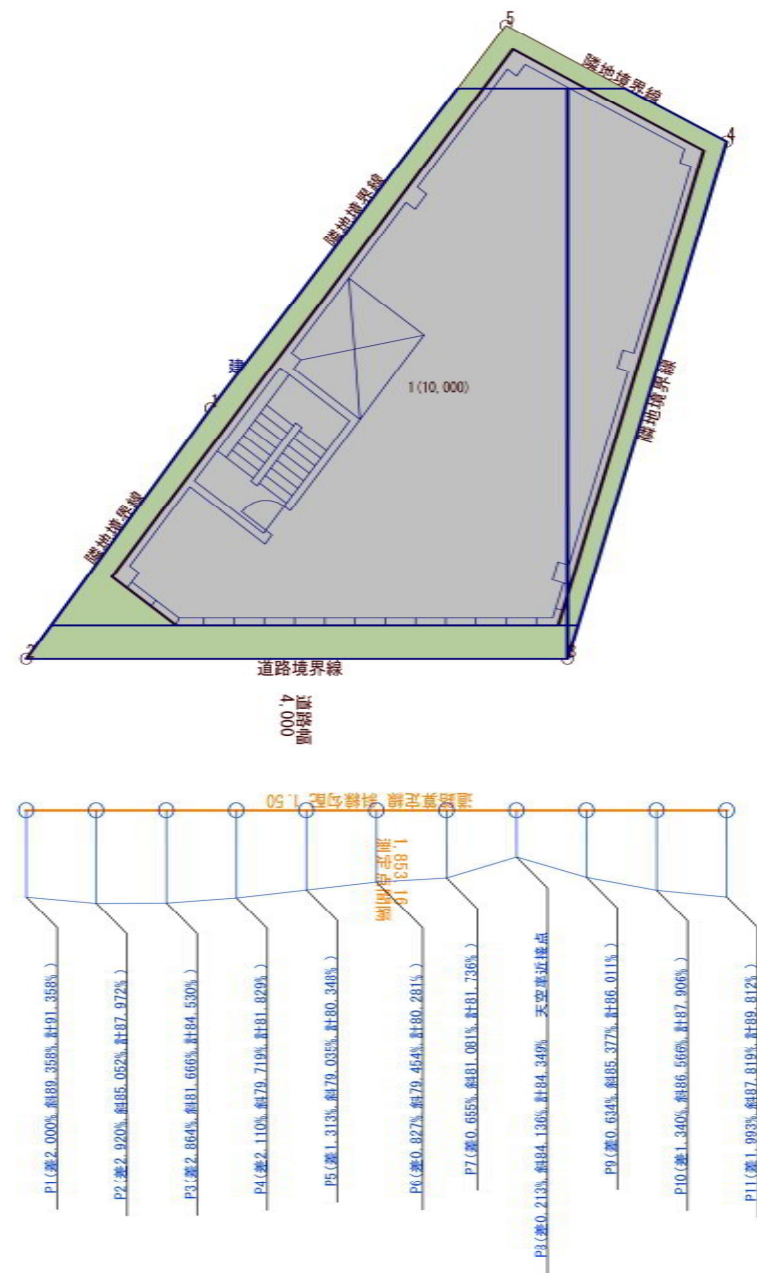 5
隣地境界線
4
隣地境界線
建
1
1(10,000)
隣地境界線
隣地境界線
2
3
道路境界線
道路幅
4,000
道路算定線 斜線勾配 1.50
1,853.16
測定点間隔
P1(差2.000%,斜89.358%,計91.358% )
P2(差2.920%,斜85.052%,計87.972% )
P3(差2.864%,斜81.666%,計84.530% )
P4(差2.110%,斜79.719%,計81.829% )
P5(差1.313%,斜79.035%,計80.348% )
P6(差0.827%,斜79.454%,計80.281% )
P7(差0.655%,斜81.081%,計81.736% )
P8(差0.213%,斜84.136%,計84.349% 天空率近接点
P9(差0.634%,斜85.377%,計86.011% )
P10(差1.340%,斜86.566%,計87.906% )
P11(差1.993%,斜87.819%,計89.812% )